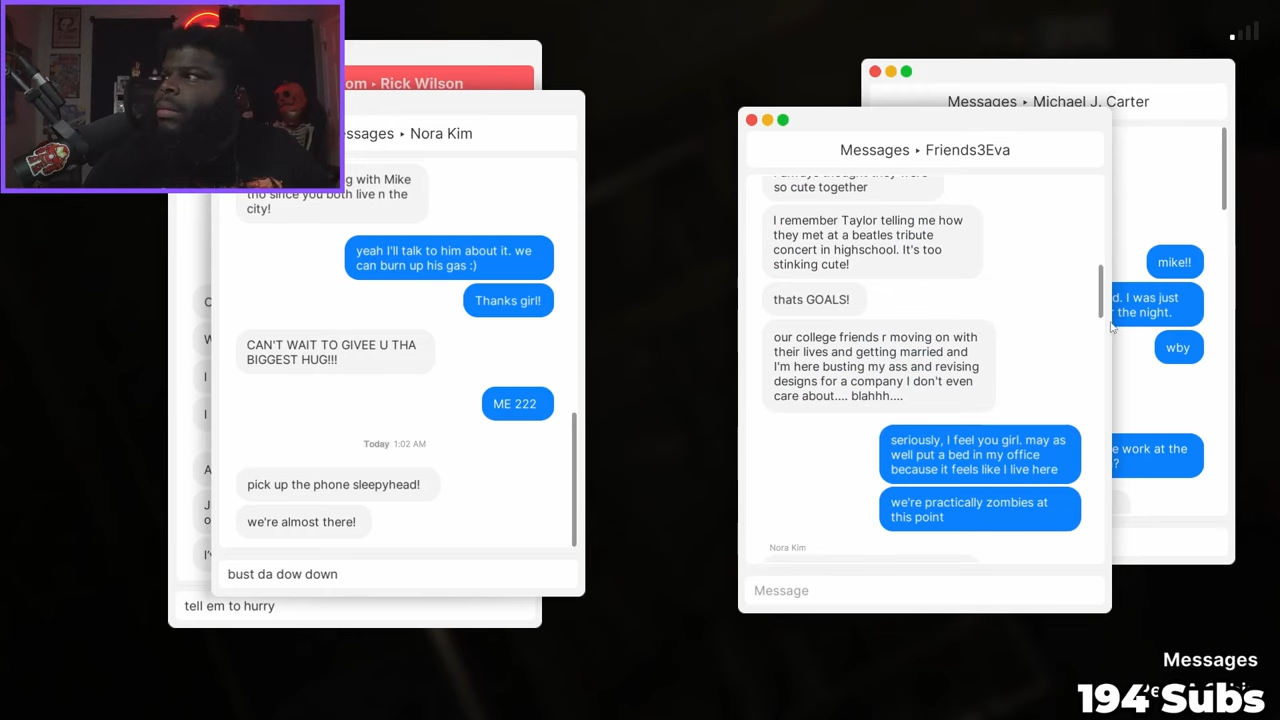 om ▸ Rick Wilson
essages ▸ Nora Kim
g with Mike
tho since you both live n the
city!
yeah I'll talk to him about it. we
can burn up his gas :)
Thanks girl!
CAN'T WAIT TO GIVEE U THA
BIGGEST HUG!!!
ME 222
Today 1:02 AM
pick up the phone sleepyhead!
we're almost there!
bust da dow down
tell em to hurry
Messages ▸ Michael J. Carter
Messages ▸ Friends3Eva
so cute together
I remember Taylor telling me how
they met at a beatles tribute
concert in highschool. It's too
stinking cute!
thats GOALS!
our college friends r moving on with
their lives and getting married and
I'm here busting my ass and revising
designs for a company I don't even
care about.... blahhh....
seriously, I feel you girl. may as
well put a bed in my office
because it feels like I live here
we're practically zombies at
this point
Nora Kim
Message
mike!!
d. I was just
r the night.
wby
e work at the
?
Messages
194 Subs